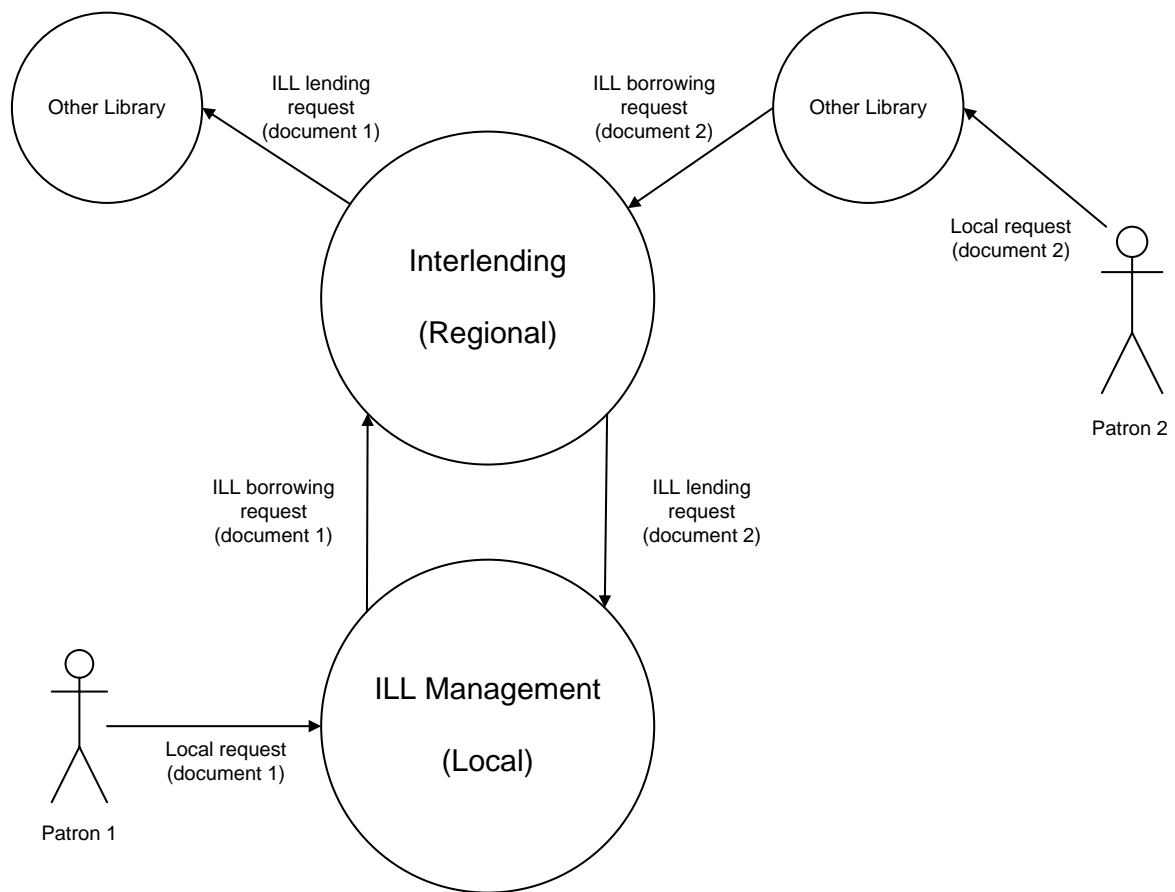 Other Library
ILL lending
request
(document 1)
ILL borrowing
request
(document 2)
Other Library
Local request
(document 2)
Patron 2
Interlending
(Regional)
ILL borrowing
request
(document 1)
ILL lending
request
(document 2)
ILL Management
(Local)
Local request
(document 1)
Patron 1